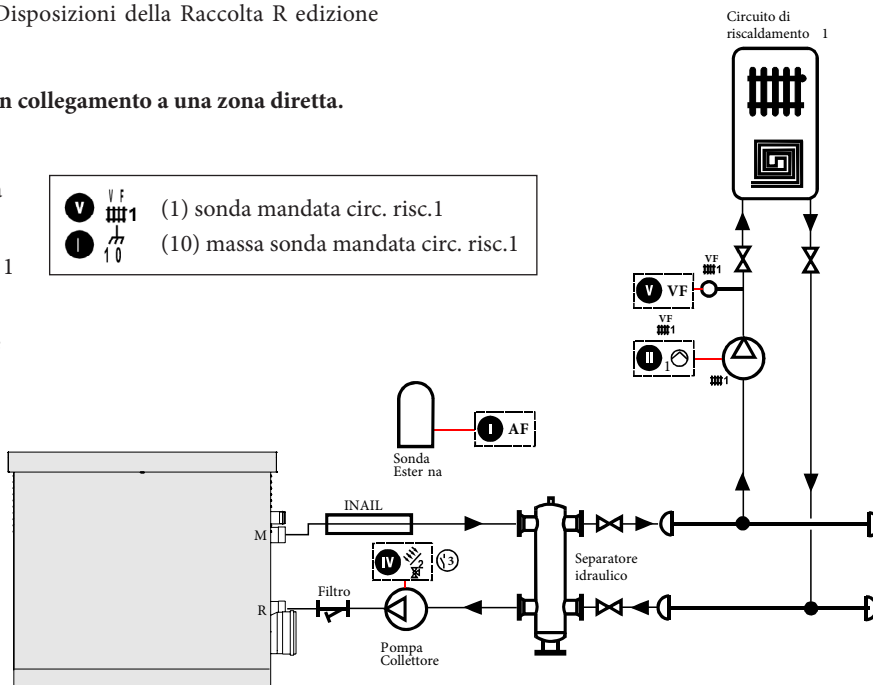 Disposizioni della Raccolta R edizione
n collegamento a una zona diretta.
1
V VF 1 (1) sonda mandata circ. risc.1
I 10 (10) massa sonda mandata circ. risc.1
Circuito di
riscaldamento 1
VF
1
V VF
VF
1
II 1
1
I AF
Sonda
Ester na
INAIL
M
IV 2 3
Separatore
idraulico
Filtro
R
Pompa
Collettore